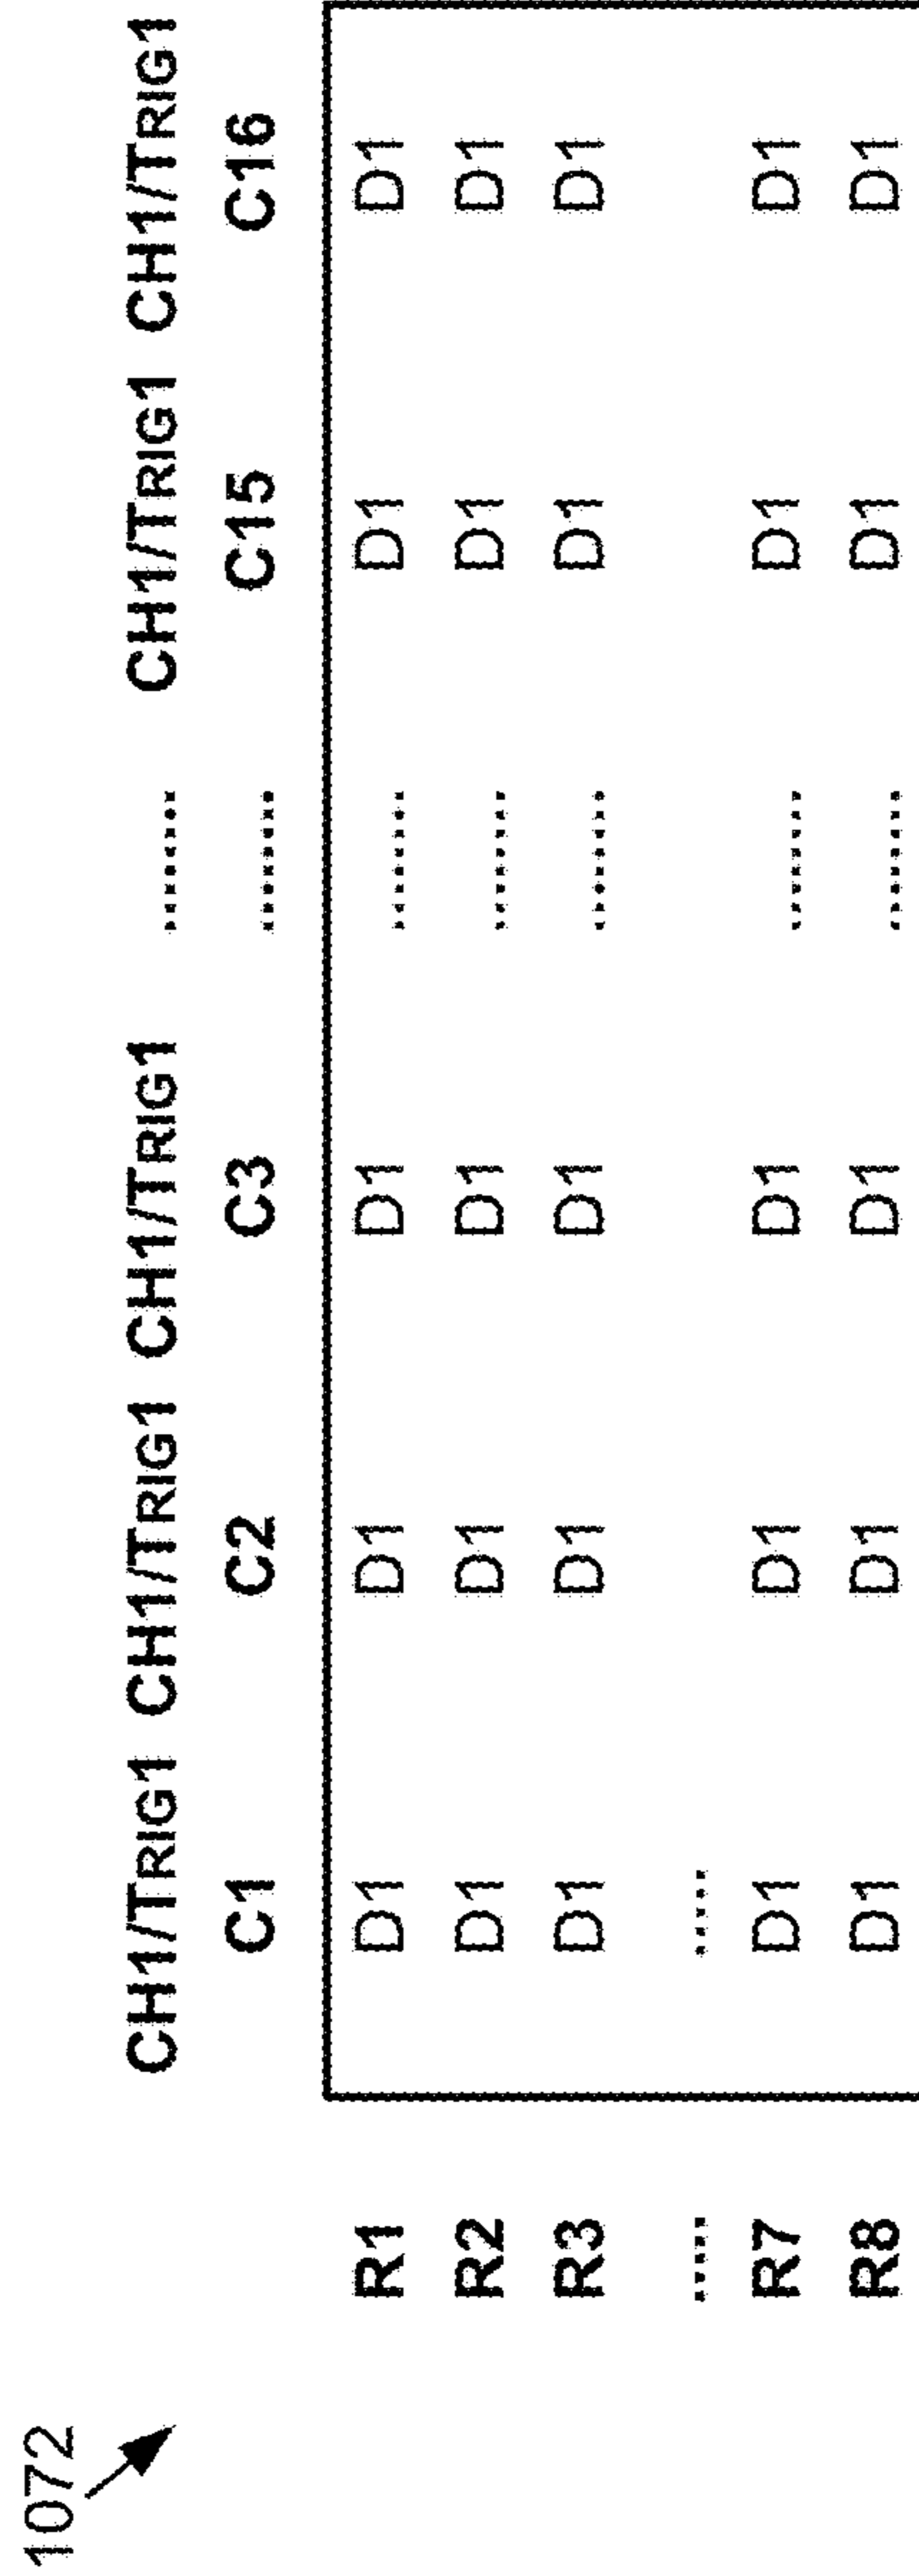 1072
CH1/TRIG1 CH1/TRIG1 CH1/TRIG1 ........ CH1/TRIG1 CH1/TRIG1
C1 C2 C3 ........ C15 C16
R1 D1 D1 D1 ........ D1 D1
R2 D1 D1 D1 ........ D1 D1
R3 D1 D1 D1 ........ D1 D1
..... .....
R7 D1 D1 D1 ........ D1 D1
R8 D1 D1 D1 ........ D1 D1